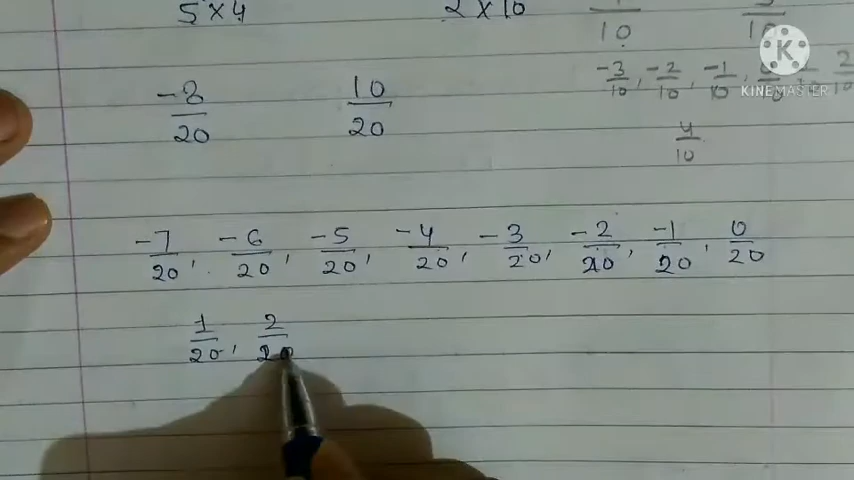 5×4 2×10 10 10
-8/20 10/20 -3/10, -2/10, -1/10,
KINEMASTER
4/10
-7/20, -6/20, -5/20, -4/20, -3/20, -2/20, -1/20, 0/20
1/20, 2/20